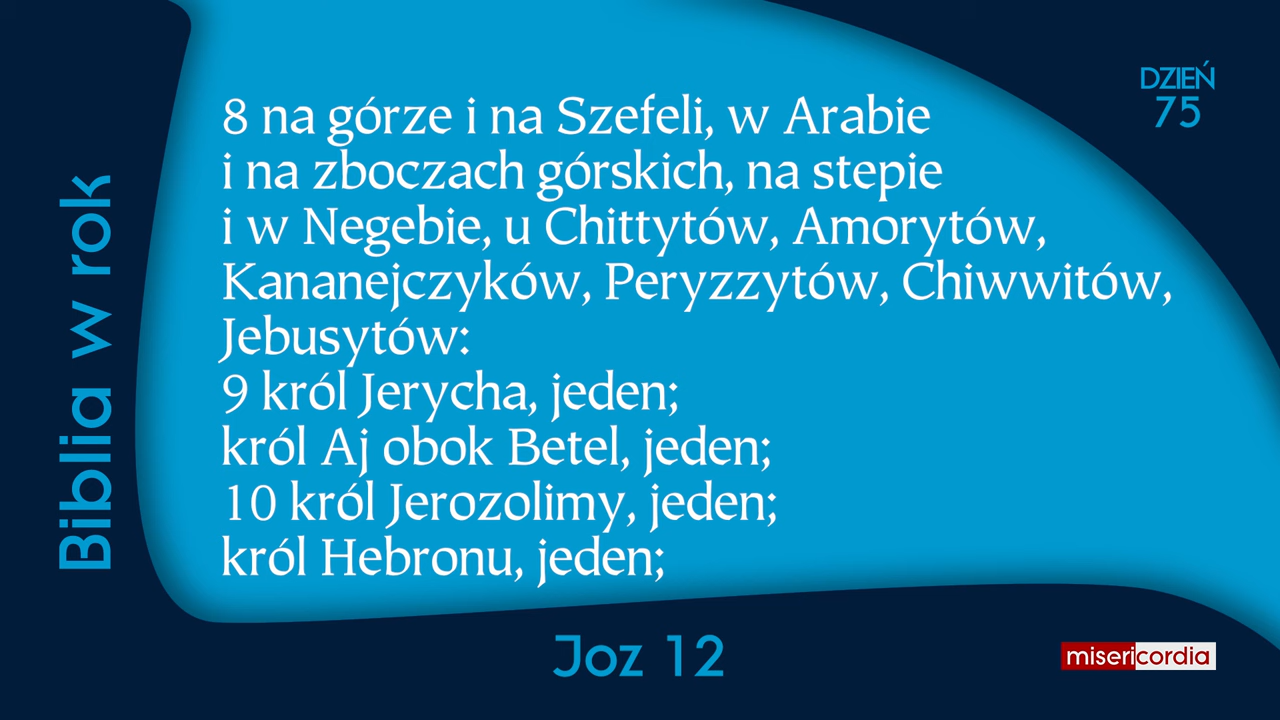 DZIEŃ
75
8 na górze i na Szefeli, w Arabie
i na zboczach górskich, na stepie
i w Negebie, u Chittytów, Amorytów,
Kananejczyków, Peryzzytów, Chiwwitów,
Jebusytów:
9 król Jerycha, jeden;
król Aj obok Betel, jeden;
10 król Jerozolimy, jeden;
król Hebronu, jeden;
Biblia w rok
Joz 12
misericordia